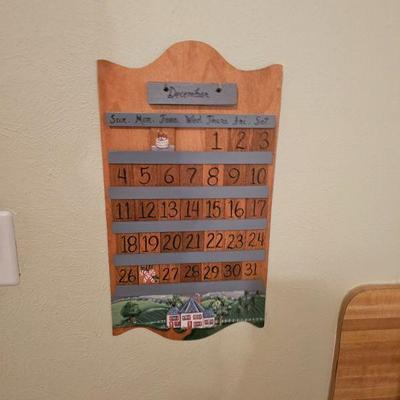 December
Sun. Mon. Tues. Wed. Thurs. Fri. Sat.
1 2 3
4 5 6 7 8 9 10
11 12 13 14 15 16 17
18 19 20 21 22 23 24
26 27 28 29 30 31